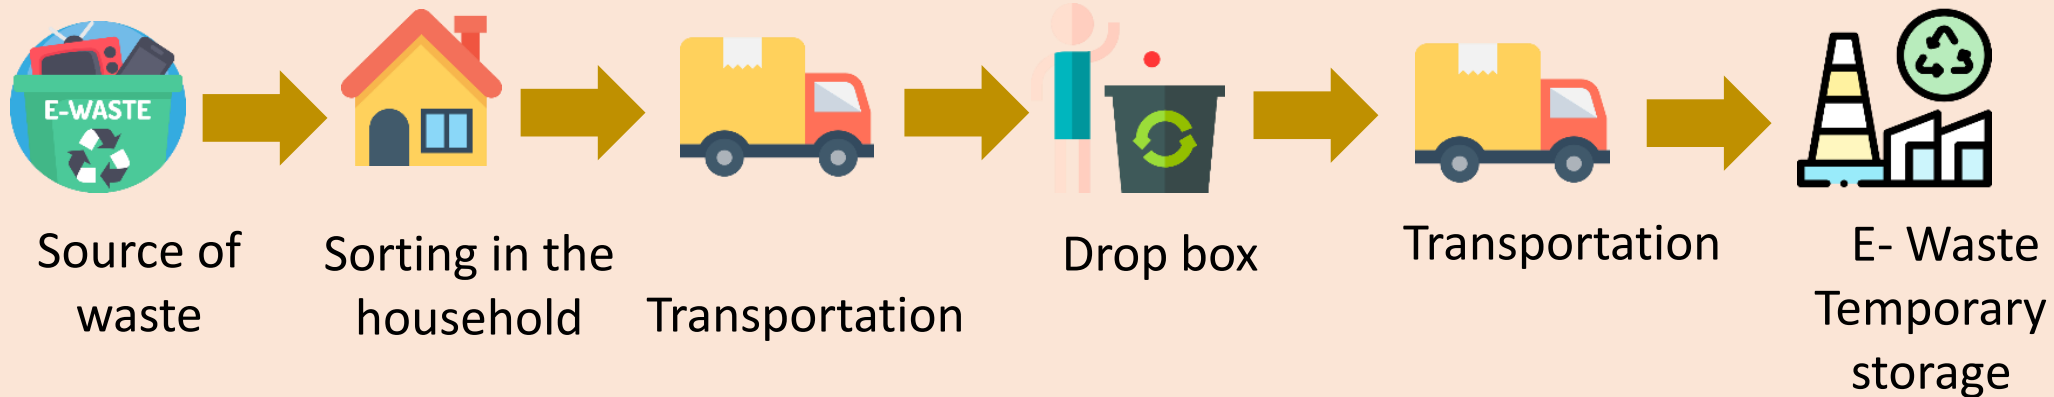 E-WASTE
Source of
waste
Sorting in the
household
Transportation
Drop box
Transportation
E- Waste
Temporary
storage